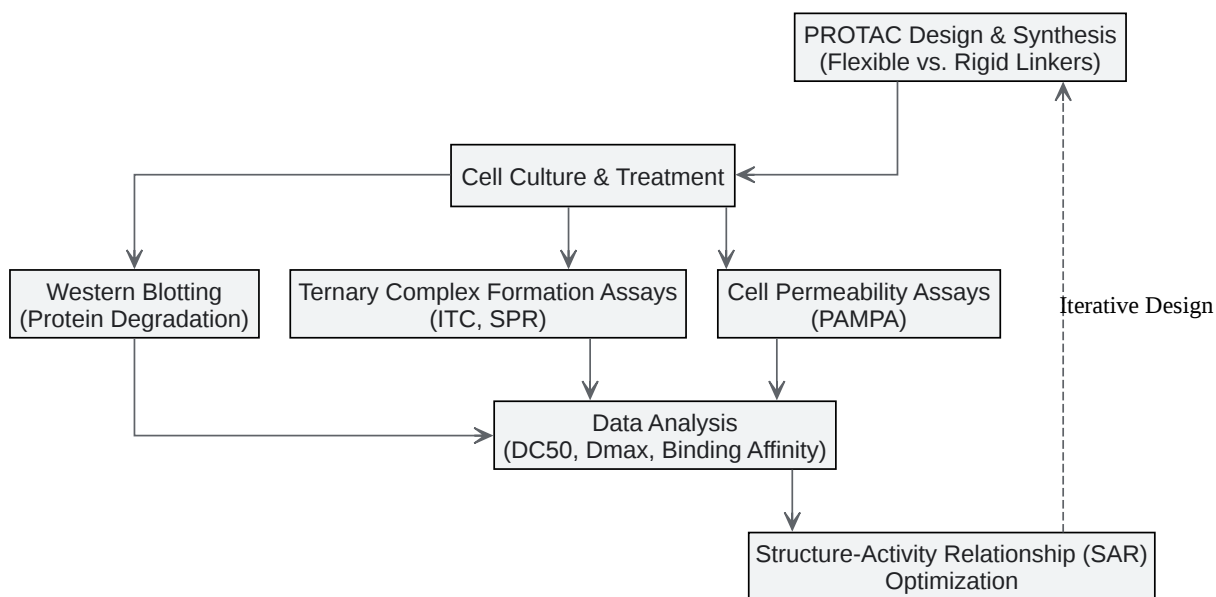 PROTAC Design & Synthesis
(Flexible vs. Rigid Linkers)
Cell Culture & Treatment
Western Blotting
(Protein Degradation)
Ternary Complex Formation Assays
(ITC, SPR)
Cell Permeability Assays
(PAMPA)
Iterative Design
Data Analysis
(DC50, Dmax, Binding Affinity)
Structure-Activity Relationship (SAR)
Optimization